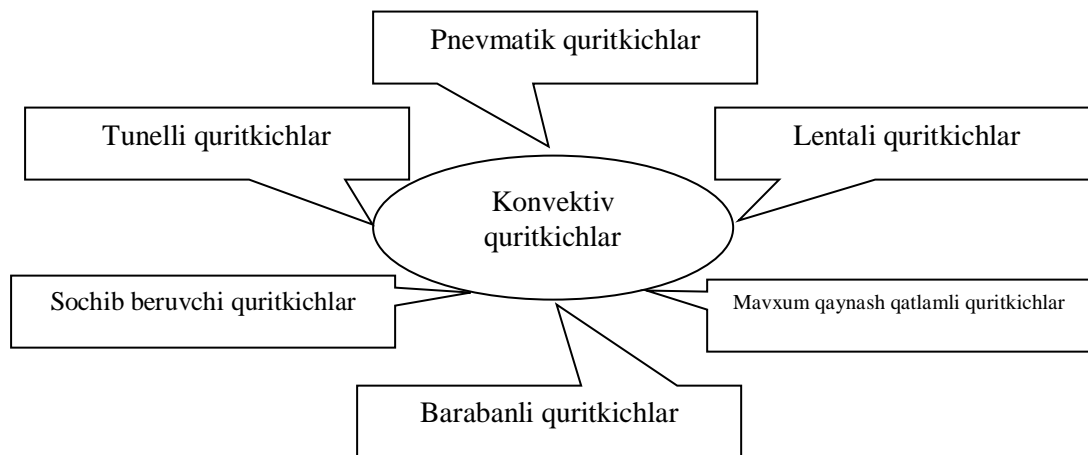 Pnevmatik quritkichlar
Tunelli quritkichlar
Lentali quritkichlar
Konvektiv
quritkichlar
Sochib beruvchi quritkichlar
Mavxum qaynash qatlamli quritkichlar
Barabanli quritkichlar